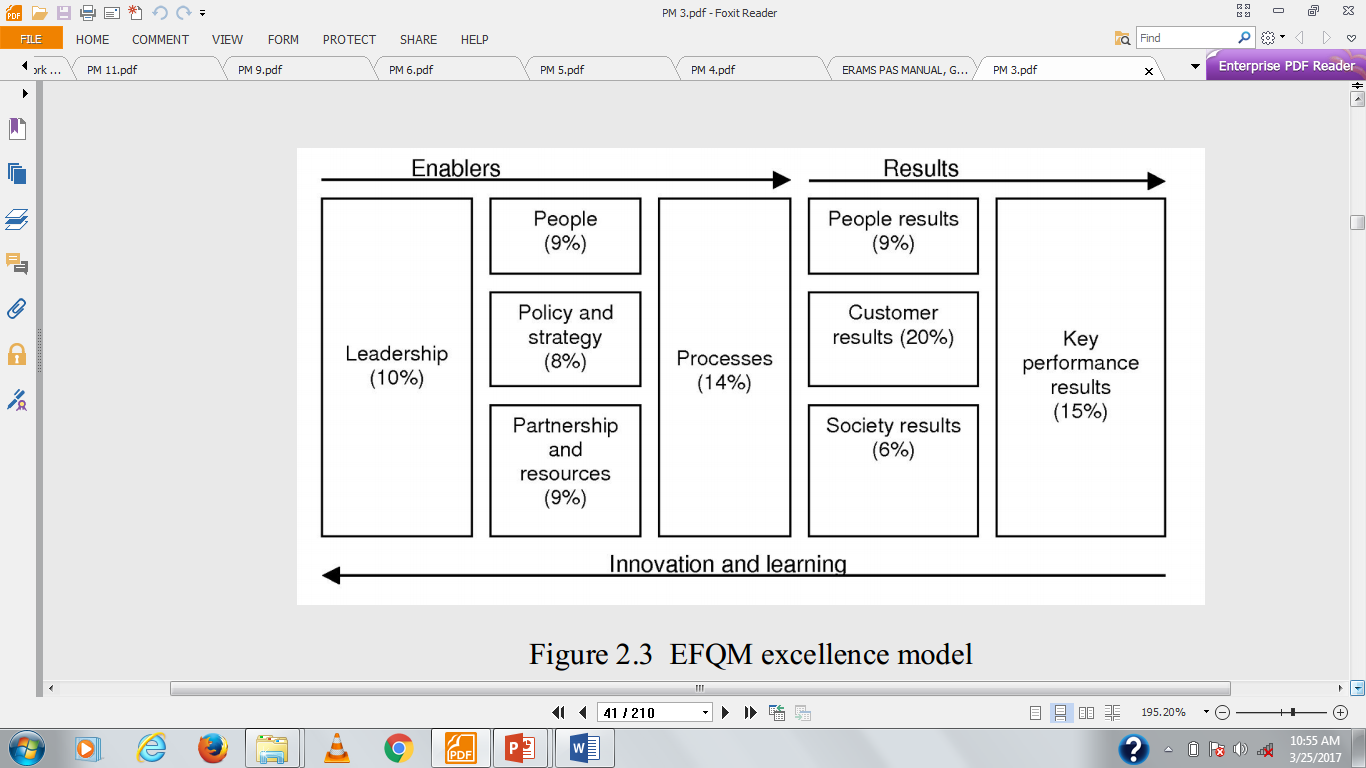 PM 3.pdf - Foxit Reader
FILE HOME COMMENT VIEW FORM PROTECT SHARE HELP
Find
ork ... PM 11.pdf PM 9.pdf PM 6.pdf PM 5.pdf PM 4.pdf ERAMS PAS MANUAL, G... PM 3.pdf
Enterprise PDF Reader
Enablers
Results
Leadership
(10%)
People
(9%)
Policy and
strategy
(8%)
Partnership
and
resources
(9%)
Processes
(14%)
People results
(9%)
Customer
results (20%)
Society results
(6%)
Key
performance
results
(15%)
Innovation and learning
Figure 2.3 EFQM excellence model
41 / 210
195.20%
PDF
10:55 AM
3/25/2017